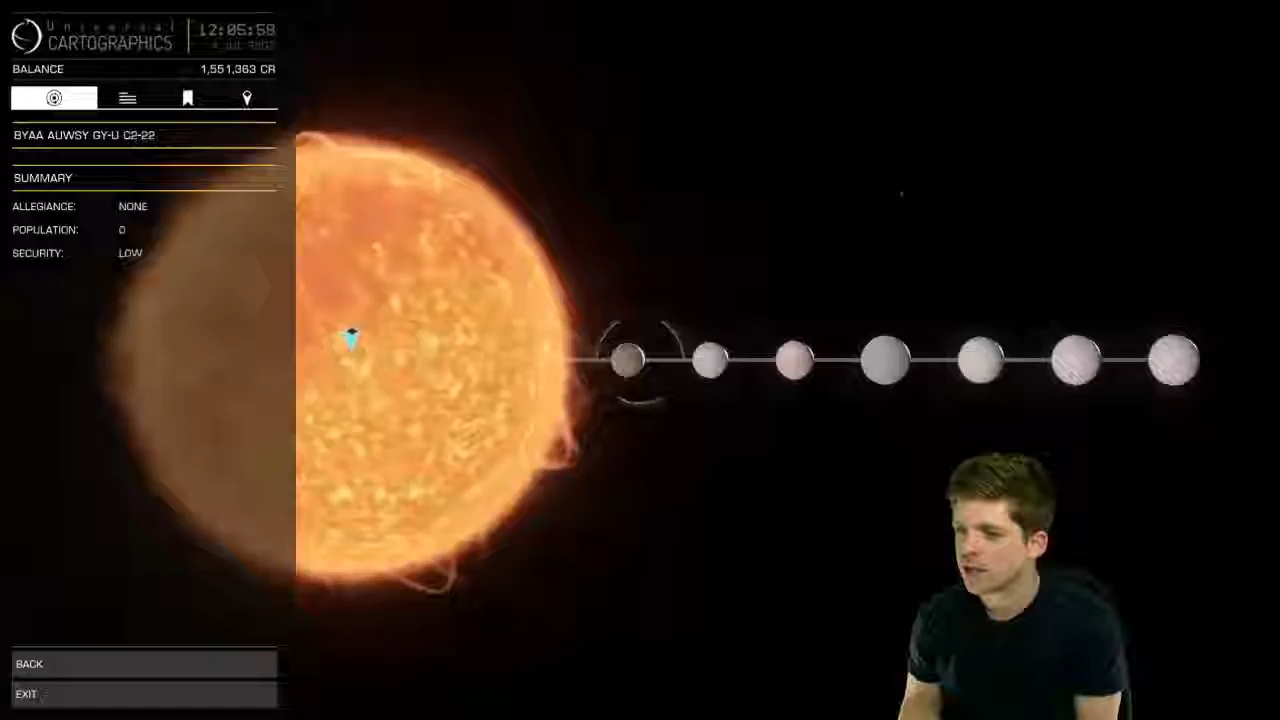 Universal
CARTOGRAPHICS
12:05:58
BALANCE 1,551,363 CR
BYAA AUWSY GY-U C2-22
SUMMARY
ALLEGIANCE: NONE
POPULATION: 0
SECURITY: LOW
BACK
EXIT